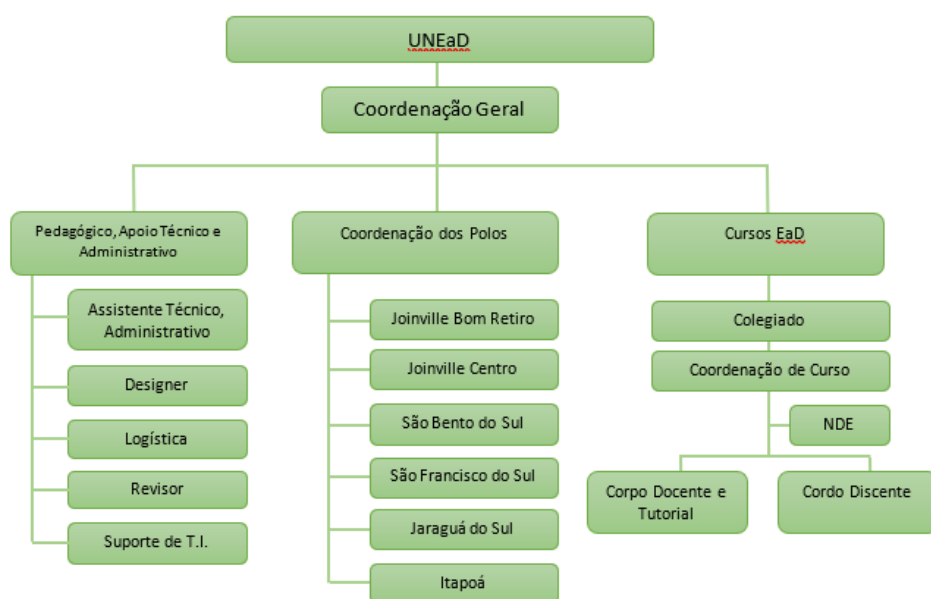 UNEaD
Coordenação Geral
Pedagógico, Apoio Técnico e
Administrativo
Assistente Técnico,
Administrativo
Designer
Logística
Revisor
Suporte de T.I.
Coordenação dos Polos
Joinville Bom Retiro
Joinville Centro
São Bento do Sul
São Francisco do Sul
Jaraguá do Sul
Itapoá
Cursos EaD
Colegiado
Coordenação de Curso
NDE
Corpo Docente e
Tutorial
Cordo Discente